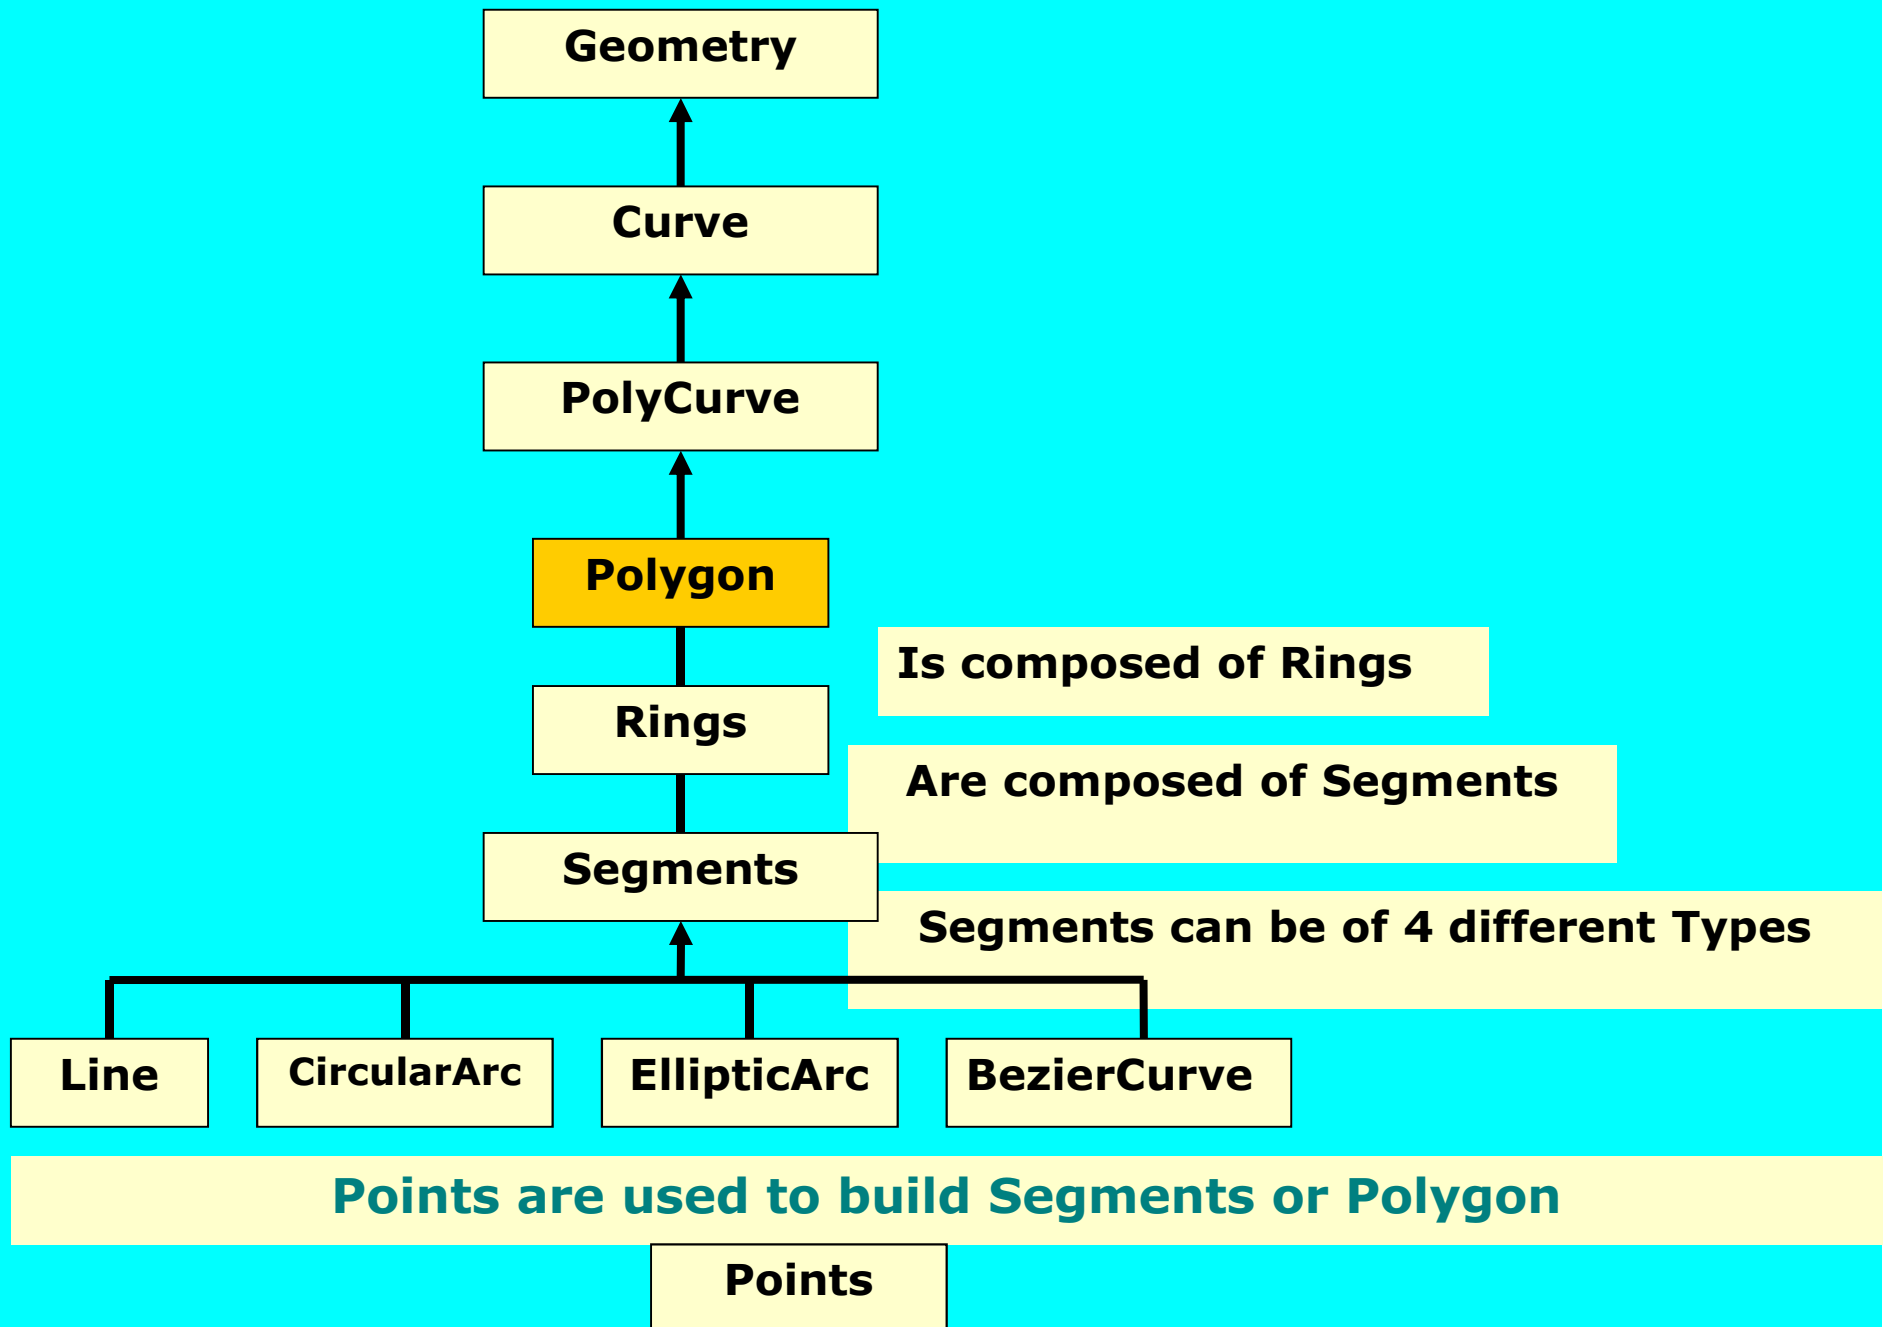 Geometry
Curve
PolyCurve
Polygon
Is composed of Rings
Rings
Are composed of Segments
Segments
Segments can be of 4 different Types
Line
CircularArc
EllipticArc
BezierCurve
Points are used to build Segments or Polygon
Points